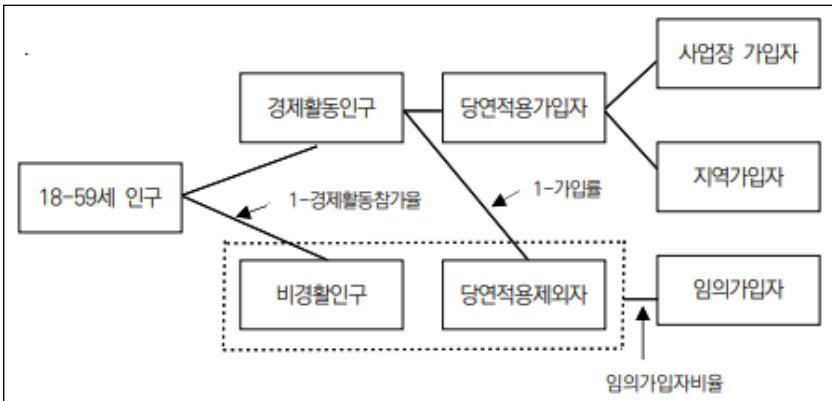 사업장 가입자
경제활동인구
당연적용가입자
18-59세 인구
1-경제활동참가율
1-가입률
지역가입자
비경활인구
당연적용제외자
임의가입자
임의가입자비율